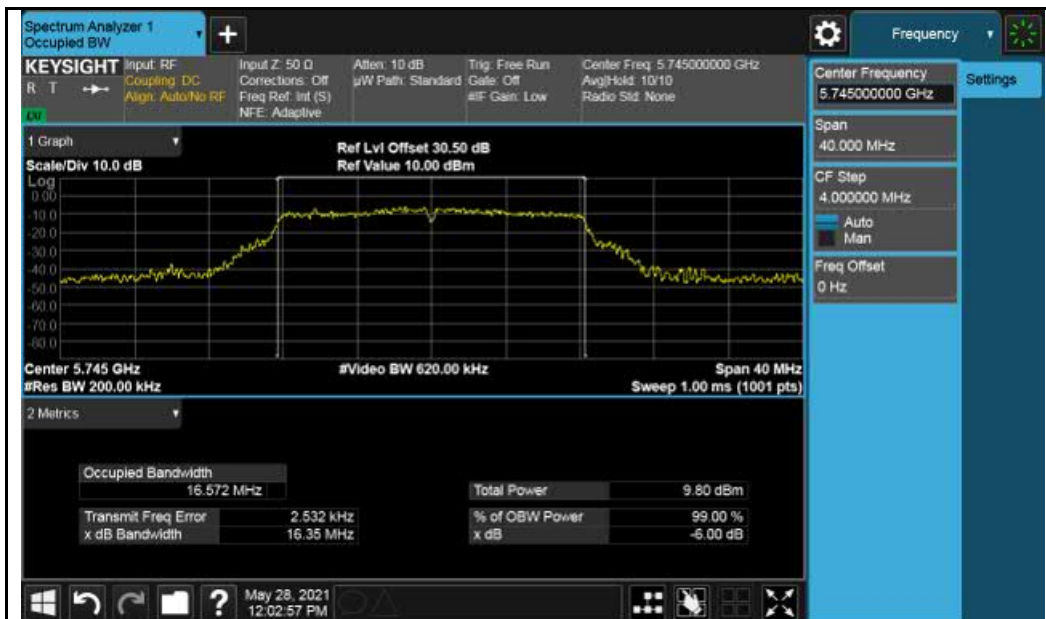 Spectrum Analyzer 1
Occupied BW
+
Frequency
KEYSIGHT
R T
Input: RF
Coupling: DC
Align: Auto/No RF
Input Z: 50 Ω
Corrections: Off
Freq Ref: Int (S)
NFE: Adaptive
Atten: 10 dB
µW Path: Standard
Trig: Free Run
Gate: Off
#IF Gain: Low
Center Freq: 5.745000000 GHz
Avg|Hold: 10/10
Radio Std: None
Center Frequency
5.745000000 GHz
Settings
Span
40.000 MHz
CF Step
4.000000 MHz
Auto
Man
Freq Offset
0 Hz
1 Graph
Scale/Div 10.0 dB
Ref Lvl Offset 30.50 dB
Ref Value 10.00 dBm
Log
0.00
-10.0
-20.0
-30.0
-40.0
-50.0
-60.0
-70.0
-80.0
Center 5.745 GHz
#Video BW 620.00 kHz
Span 40 MHz
#Res BW 200.00 kHz
Sweep 1.00 ms (1001 pts)
2 Metrics
Occupied Bandwidth
16.572 MHz
Total Power 9.80 dBm
Transmit Freq Error 2.532 kHz
% of OBW Power 99.00 %
x dB Bandwidth 16.35 MHz
x dB -6.00 dB
?
May 28, 2021
12:02:57 PM